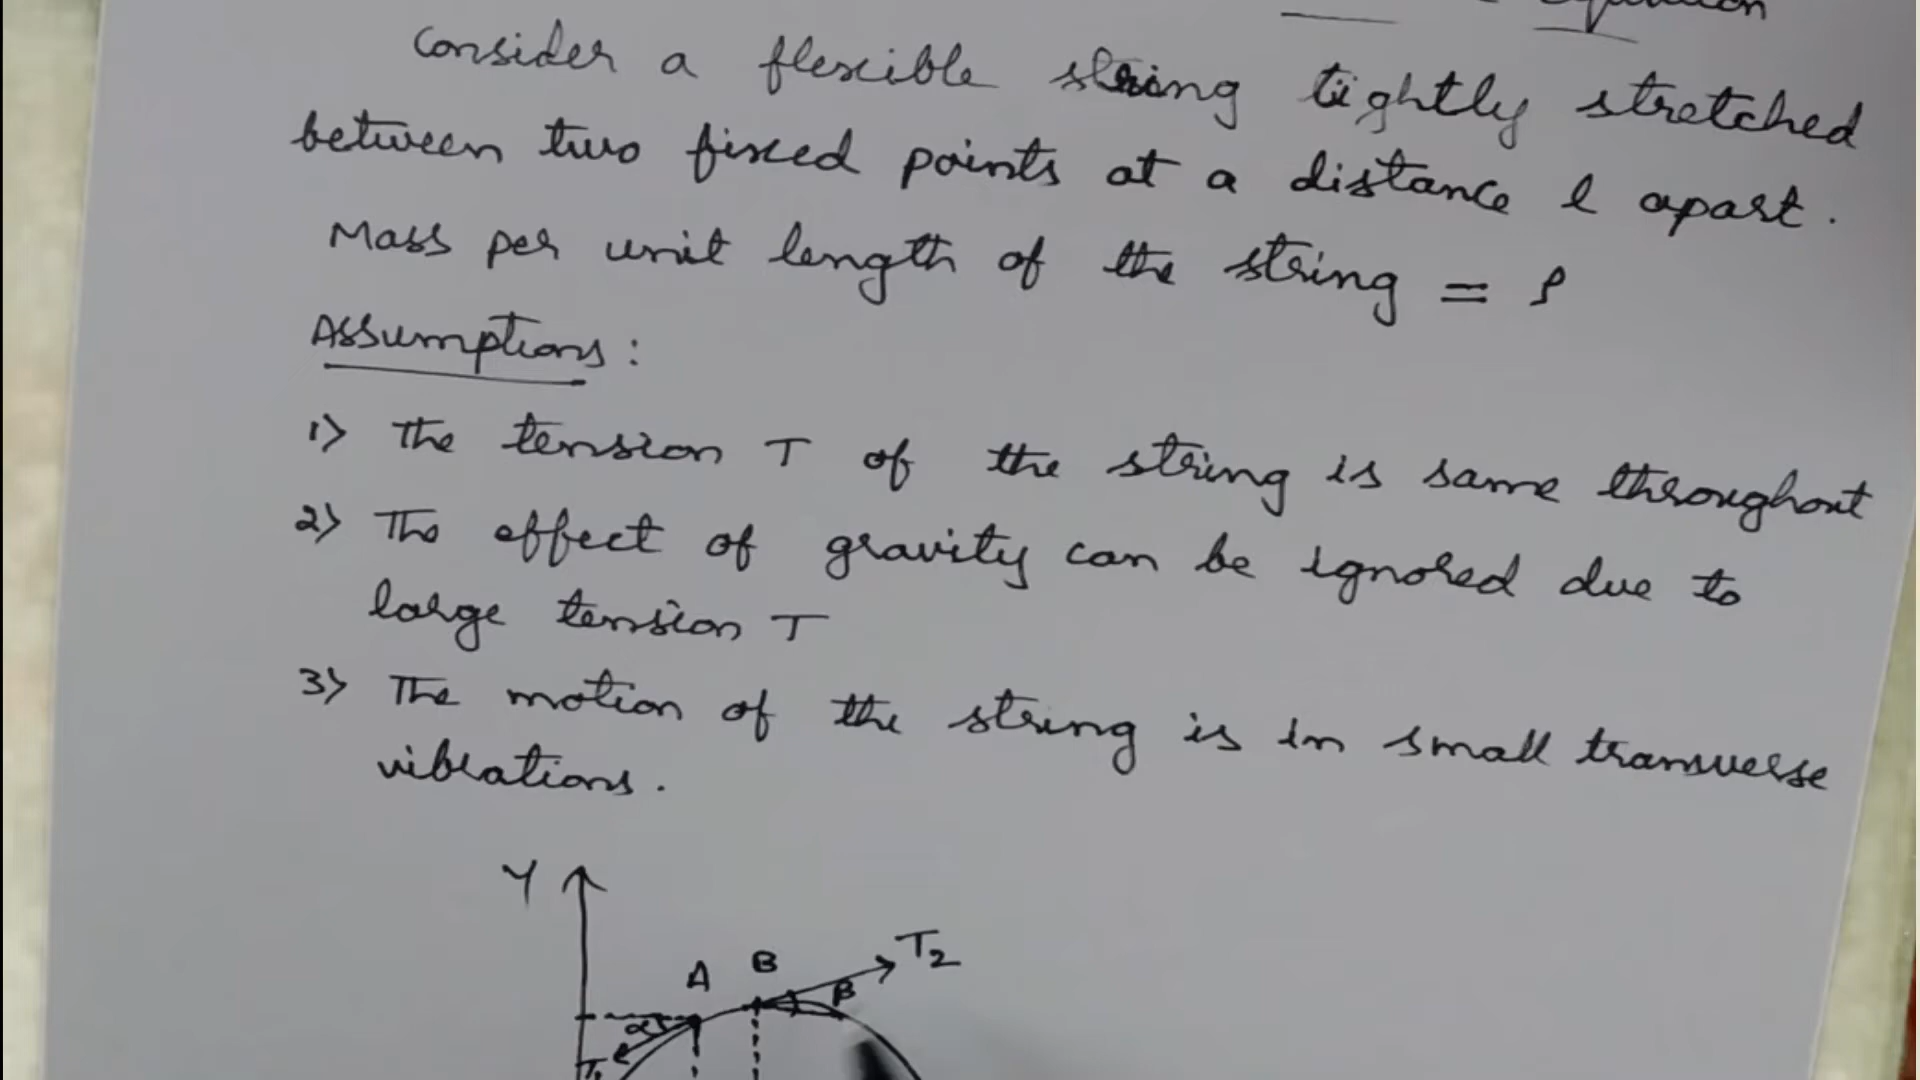 Equation
Consider a flexible string tightly stretched
between two fixed points at a distance l apart.
Mass per unit length of the string = ρ
Assumptions :
1) The tension T of the string is same throughout
2) The effect of gravity can be ignored due to
large tension T
3) The motion of the string is in small transverse
vibrations.
Y
T2
A B
β
α
T1